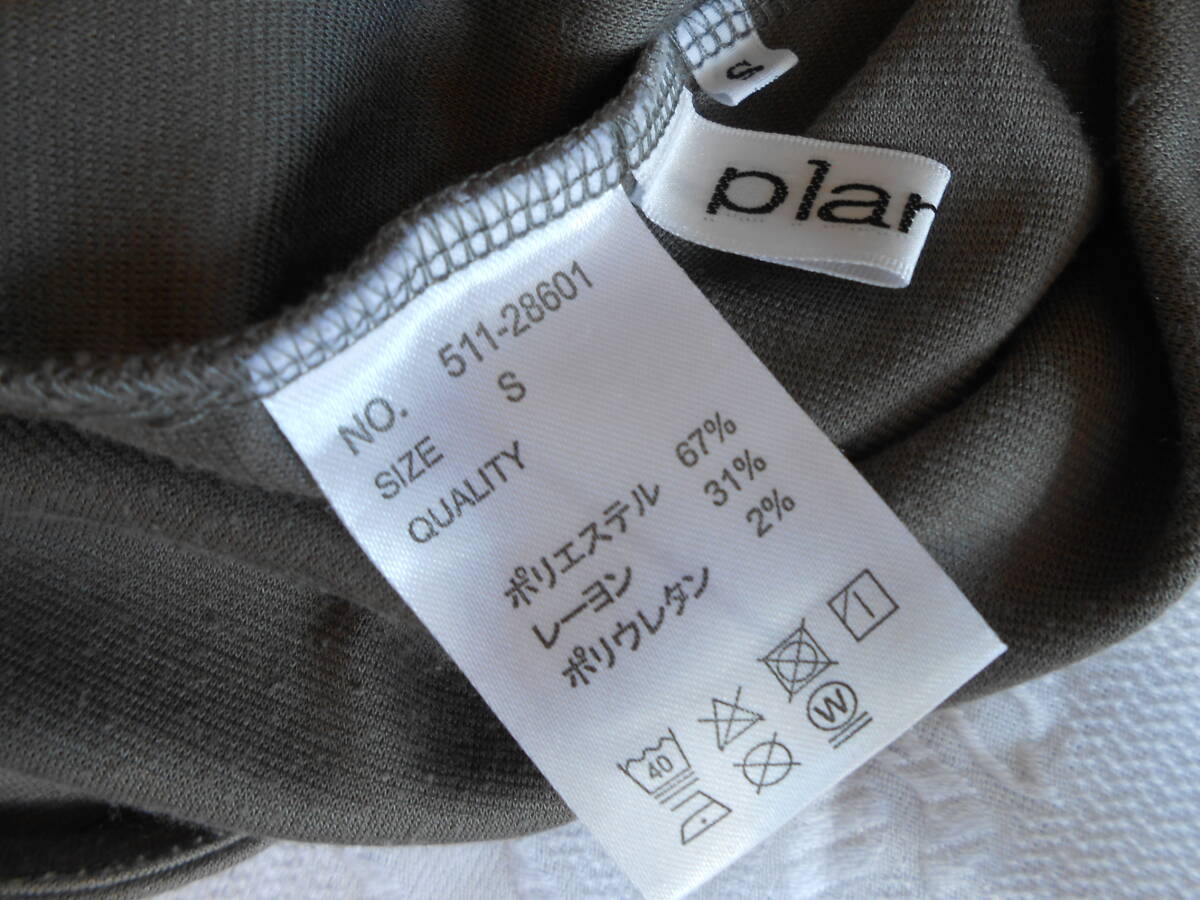 S
plan
NO. 511-28601
SIZE S
QUALITY
ポリエステル 67%
レーヨン 31%
ポリウレタン 2%
40
W